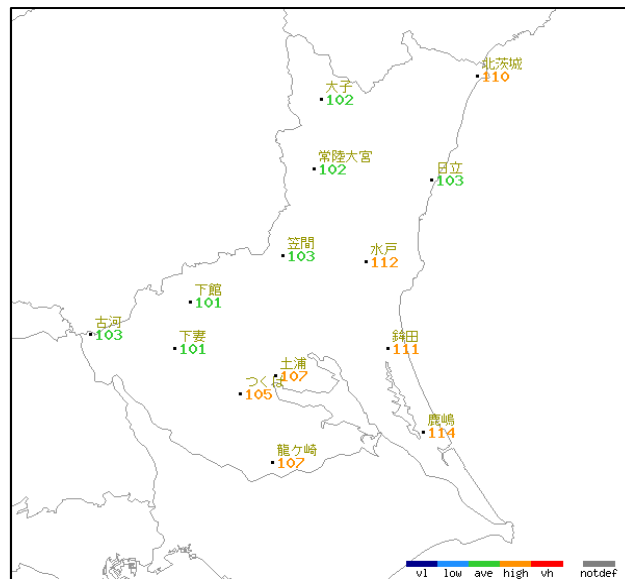 北茨城
110
大子
102
常陸大宮
102
日立
103
笠間
103
水戸
112
下館
101
古河
103
下妻
101
鉾田
111
土浦
107
つくば
105
鹿嶋
114
龍ケ崎
107
vl low ave high vh notdef